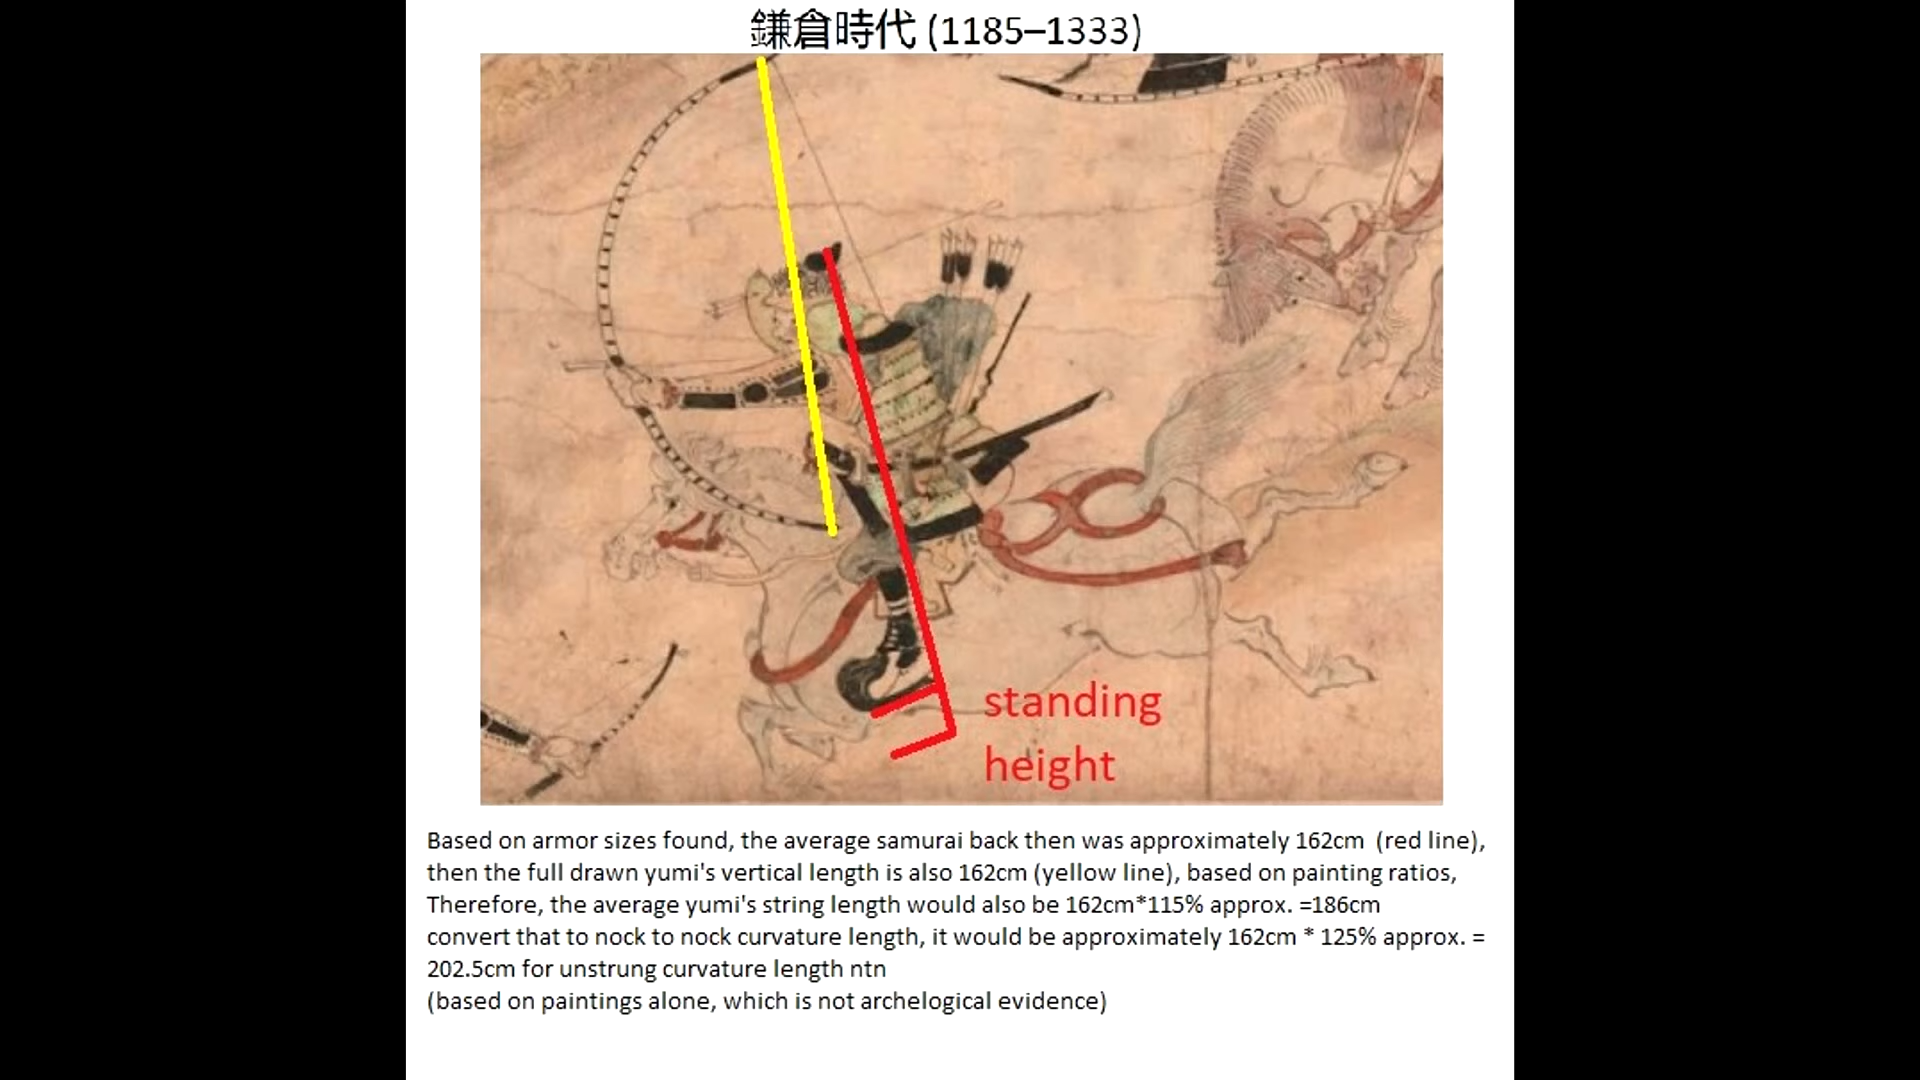 鎌倉時代 (1185–1333)
standing
height
Based on armor sizes found, the average samurai back then was approximately 162cm (red line),
then the full drawn yumi's vertical length is also 162cm (yellow line), based on painting ratios,
Therefore, the average yumi's string length would also be 162cm*115% approx. =186cm
convert that to nock to nock curvature length, it would be approximately 162cm * 125% approx. =
202.5cm for unstrung curvature length ntn
(based on paintings alone, which is not archelogical evidence)